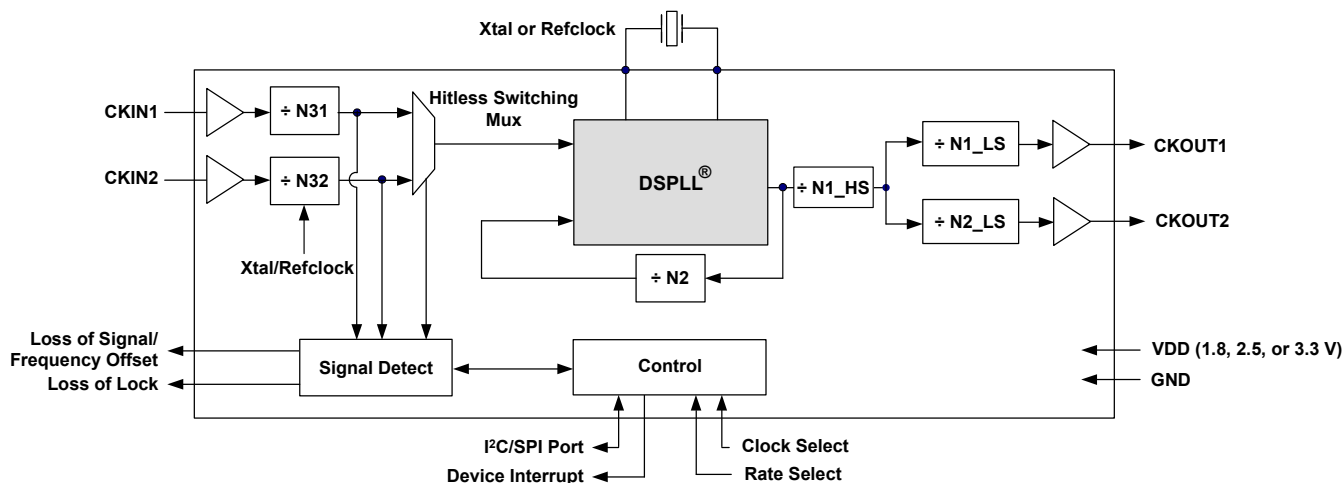 Xtal or Refclock
CKIN1
÷ N31
Hitless Switching
Mux
CKIN2
÷ N32
DSPLL®
÷ N1_HS
÷ N1_LS
CKOUT1
÷ N2_LS
CKOUT2
Xtal/Refclock
÷ N2
Loss of Signal/
Frequency Offset
Loss of Lock
Signal Detect
Control
VDD (1.8, 2.5, or 3.3 V)
GND
I²C/SPI Port
Device Interrupt
Clock Select
Rate Select